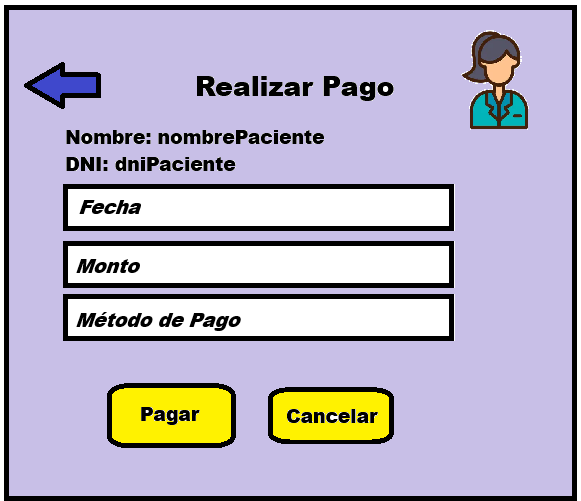 Realizar Pago
Nombre: nombrePaciente
DNI: dniPaciente
Fecha
Monto
Método de Pago
Pagar
Cancelar